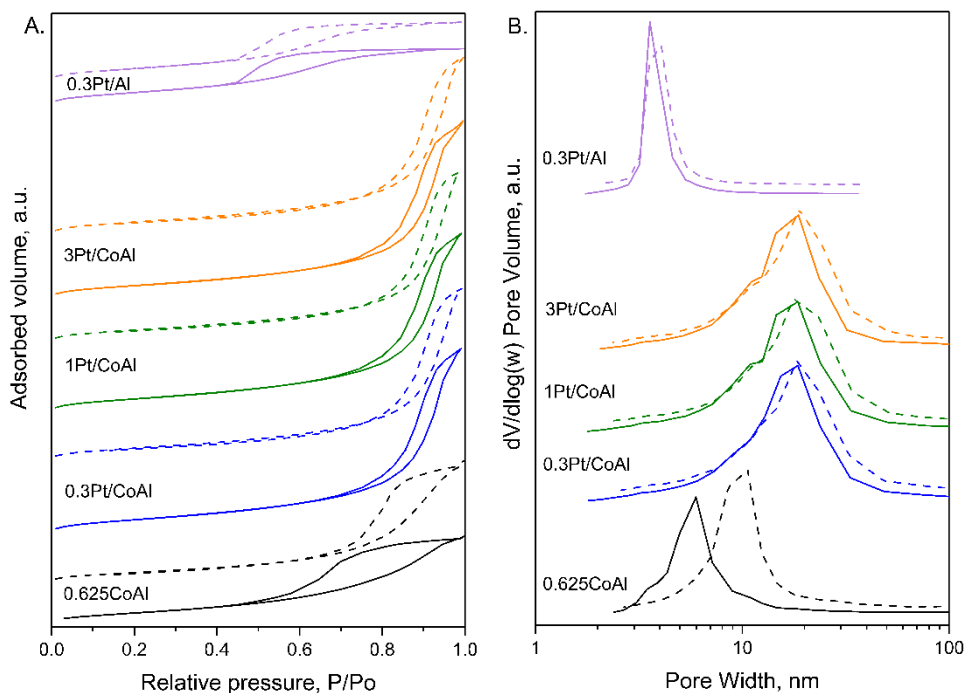 A.
Adsorbed volume, a.u.
0.3Pt/Al
3Pt/CoAl
1Pt/CoAl
0.3Pt/CoAl
0.625CoAl
0.0 0.2 0.4 0.6 0.8 1.0
Relative pressure, P/Po
B.
dV/dlog(w) Pore Volume, a.u.
0.3Pt/Al
3Pt/CoAl
1Pt/CoAl
0.3Pt/CoAl
0.625CoAl
1 10 100
Pore Width, nm